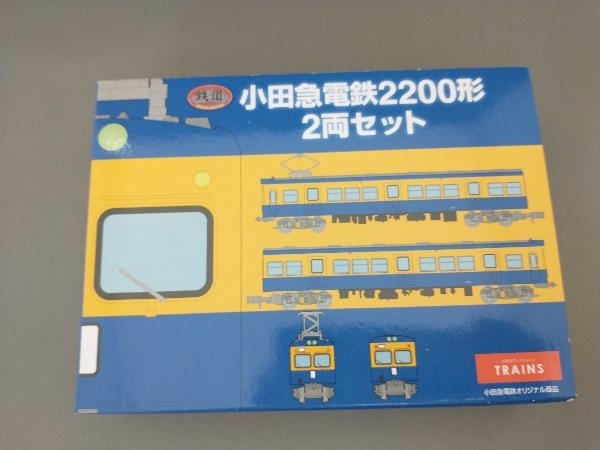 鉄道
小田急電鉄2200形
2両セット
TRAINS
小田急電鉄オリジナル商品